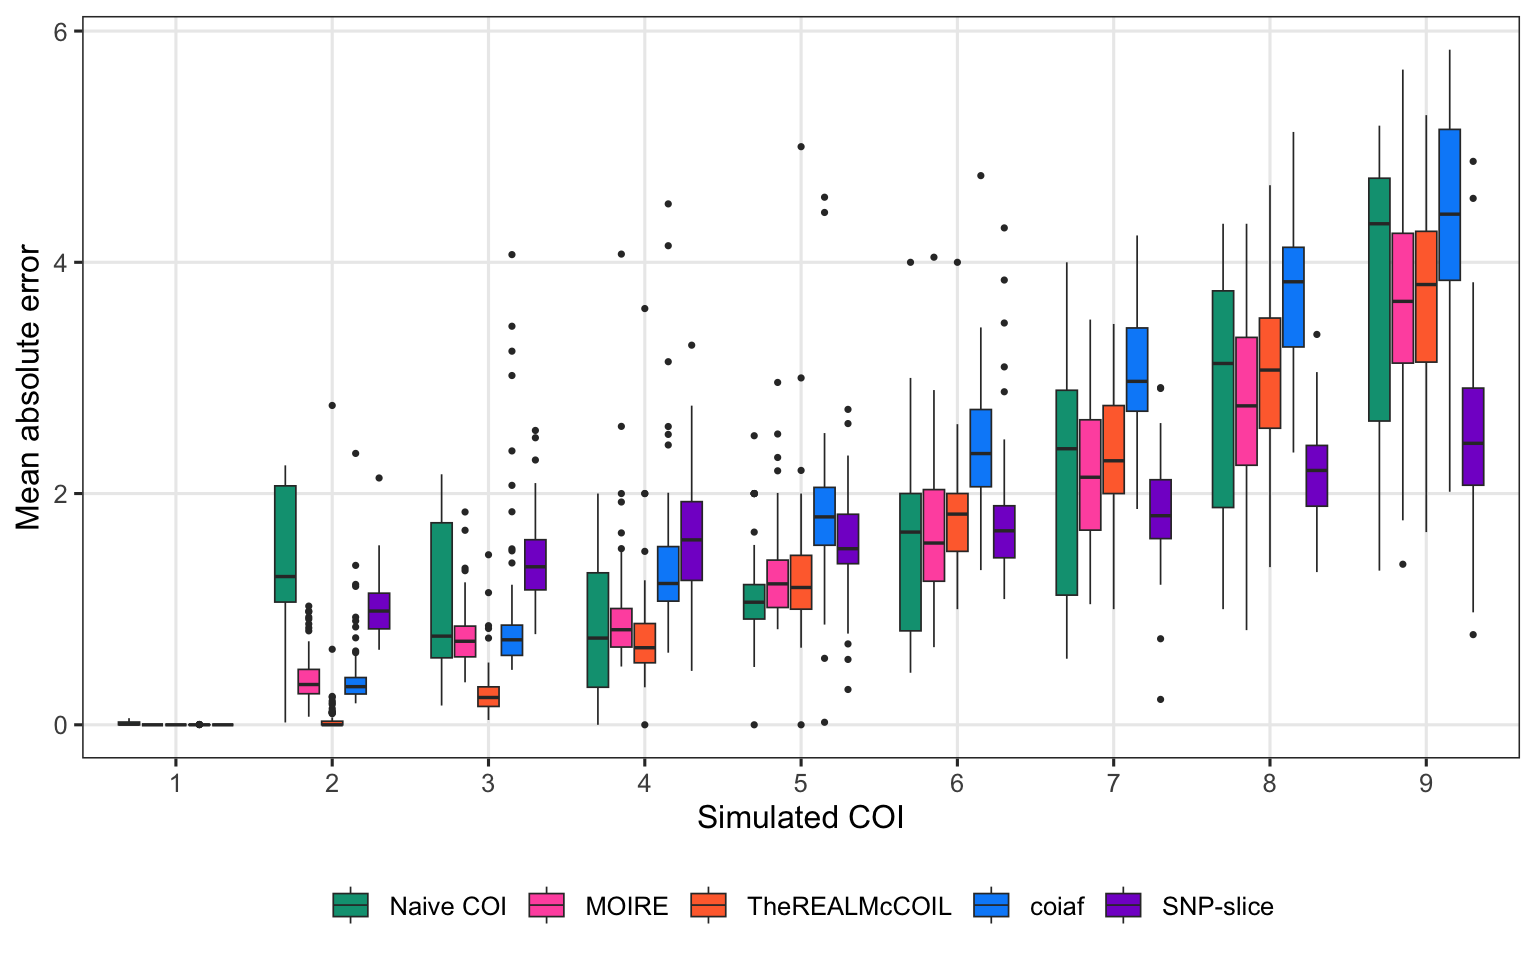 Mean absolute error
6
4
2
0
1 2 3 4 5 6 7 8 9
Simulated COI
Naive COI MOIRE TheREALMcCOIL coiaf SNP-slice